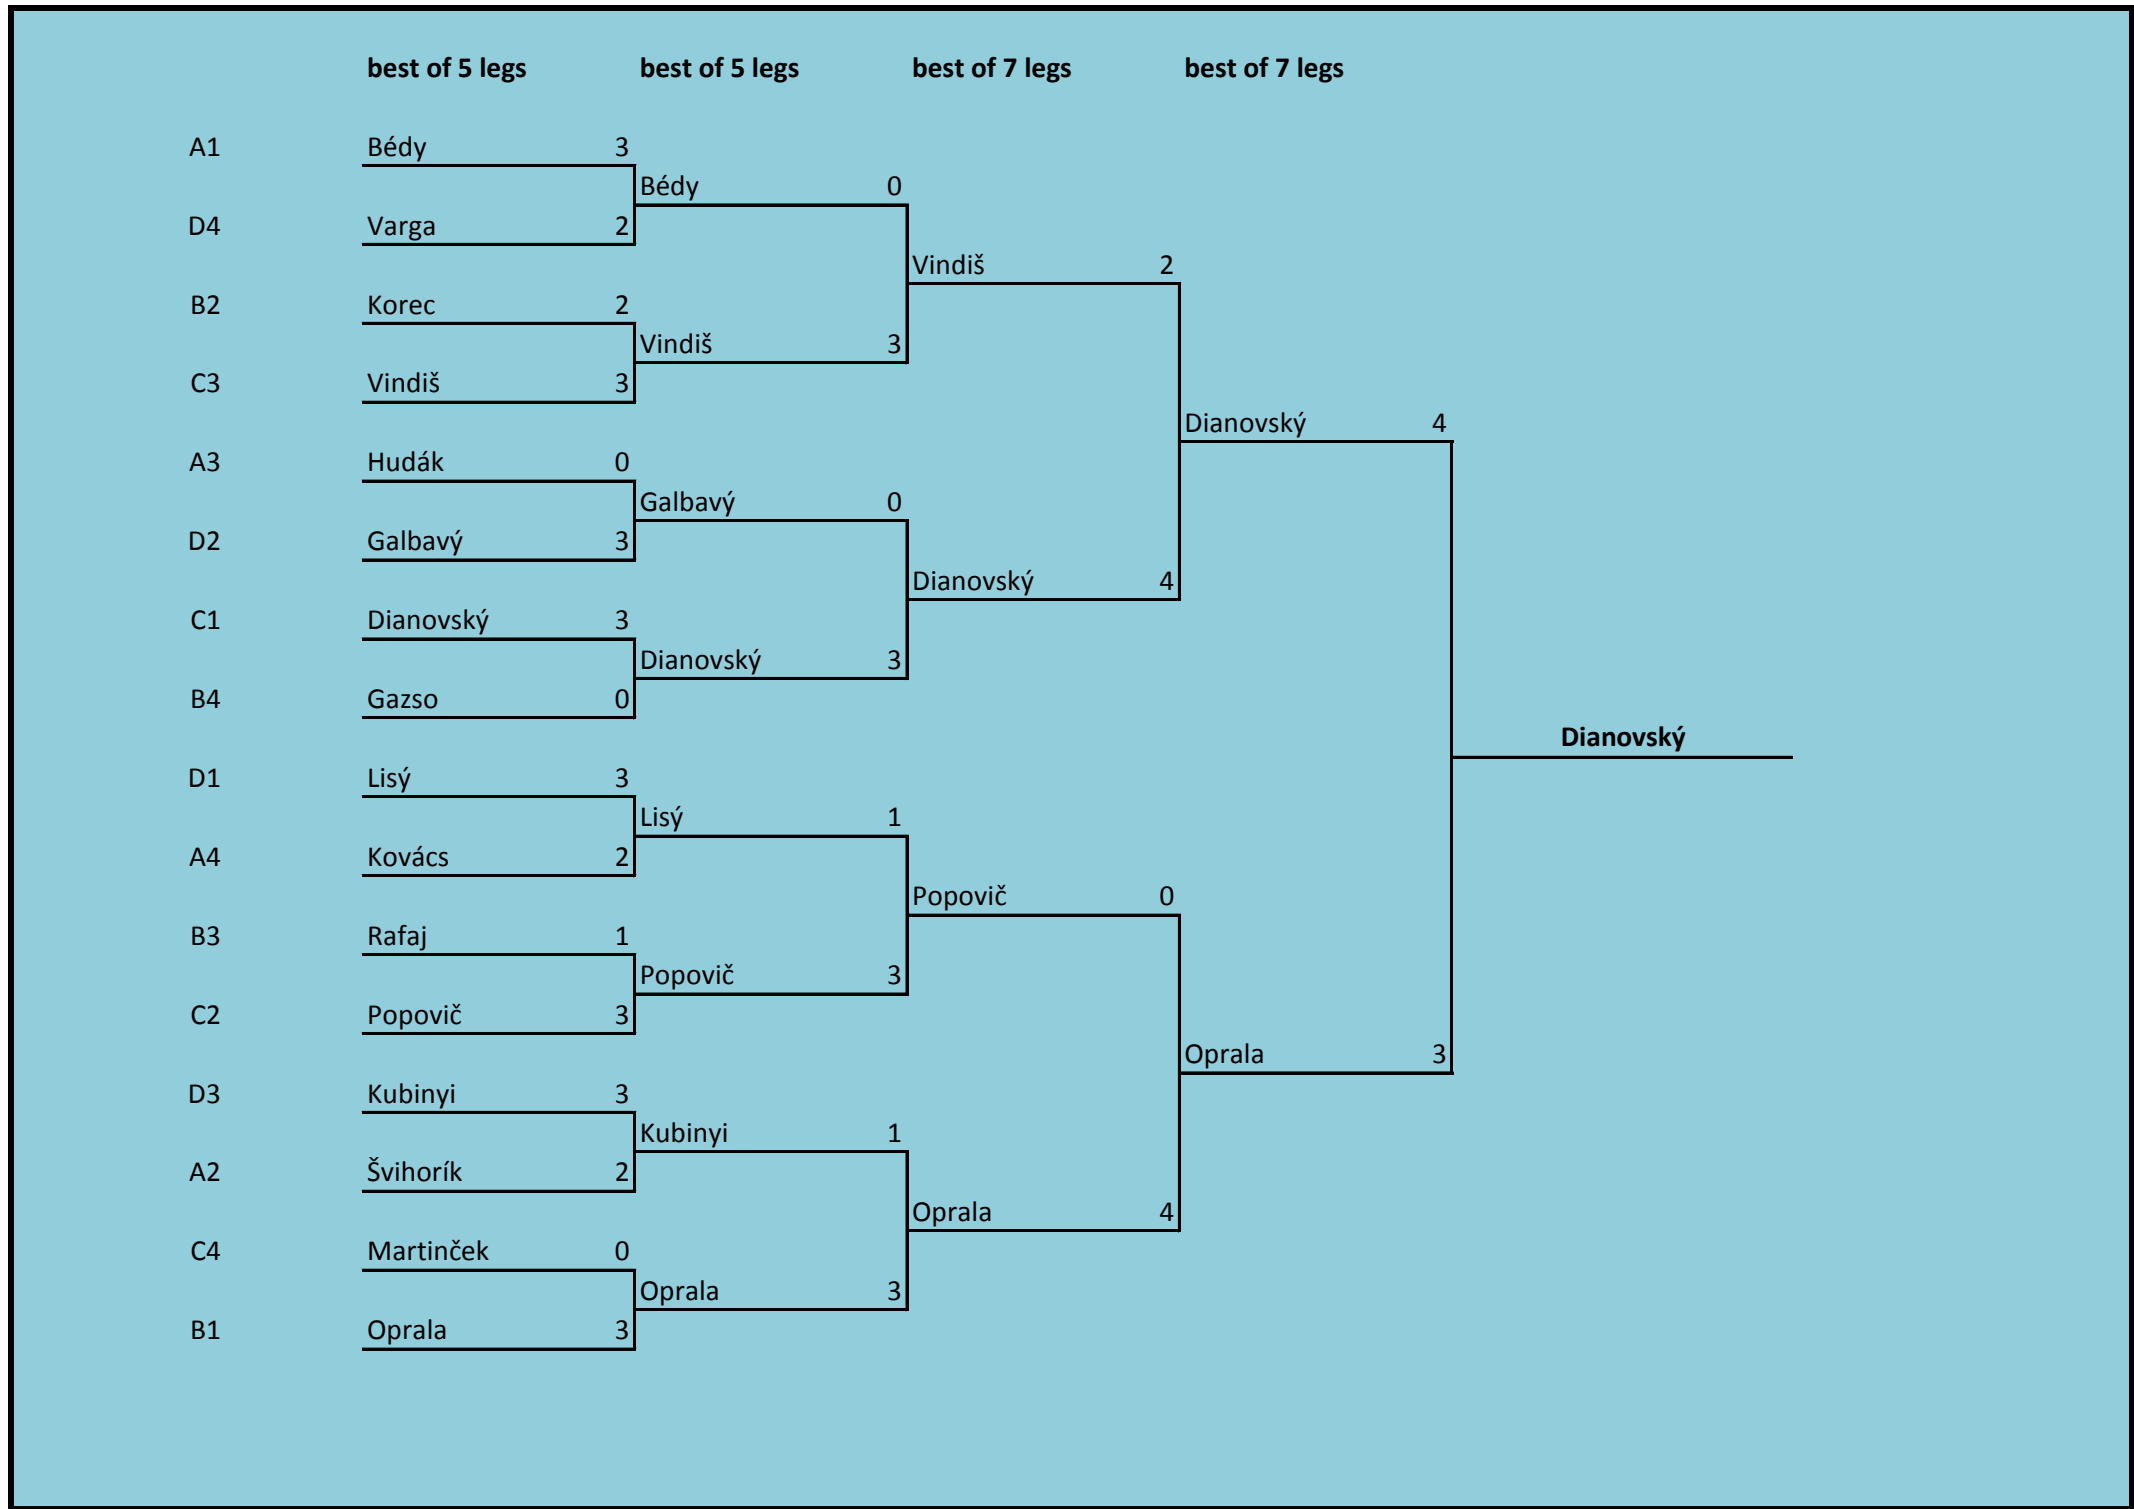 best of 5 legs best of 5 legs best of 7 legs best of 7 legs
A1 Bédy 3
Bédy 0
D4 Varga 2
Vindiš 2
B2 Korec 2
Vindiš 3
C3 Vindiš 3
Dianovský 4
A3 Hudák 0
Galbavý 0
D2 Galbavý 3
Dianovský 4
C1 Dianovský 3
Dianovský 3
B4 Gazso 0
Dianovský
D1 Lisý 3
Lisý 1
A4 Kovács 2
Popovič 0
B3 Rafaj 1
Popovič 3
C2 Popovič 3
Oprala 3
D3 Kubinyi 3
Kubinyi 1
A2 Švihorík 2
Oprala 4
C4 Martinček 0
Oprala 3
B1 Oprala 3